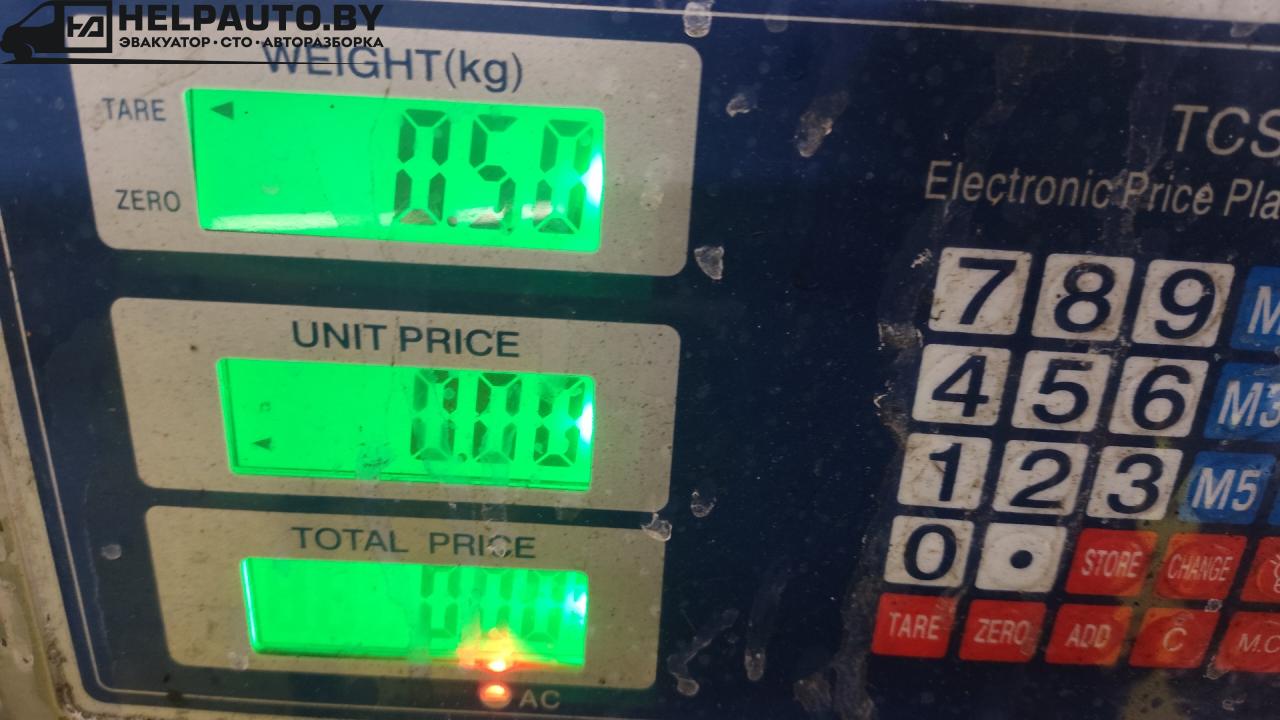 HELPAUTO.BY
ЭВАКУАТОР · СТО · АВТОРАЗБОРКА
WEIGHT(kg)
TARE
0.50
ZERO
UNIT PRICE
0.00
TOTAL PRICE
0.00
AC
TCS
Electronic Price Pla
7 8 9 M
4 5 6 M3
1 2 3 M5
0 • STORE CHANGE
TARE ZERO ADD C M.C